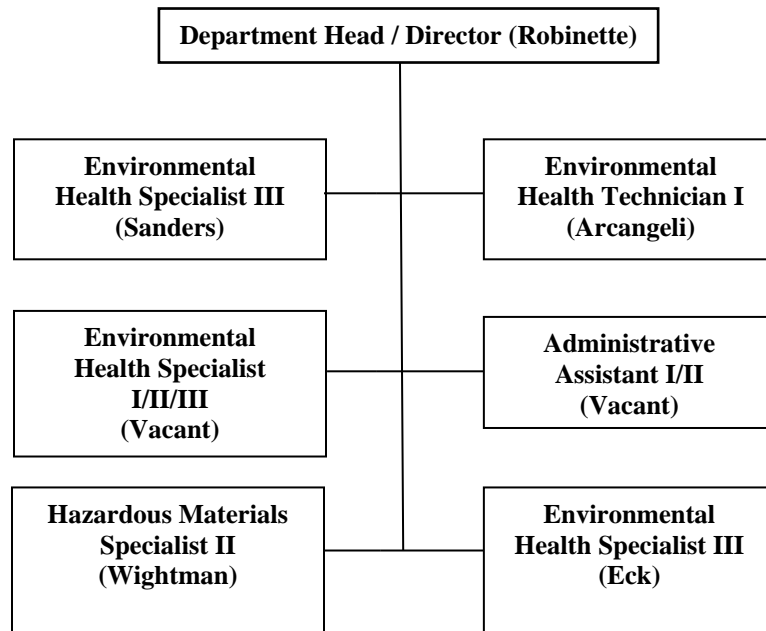 Department Head / Director (Robinette)
Environmental
Health Specialist III
(Sanders)
Environmental
Health Technician I
(Arcangeli)
Environmental
Health Specialist
I/II/III
(Vacant)
Administrative
Assistant I/II
(Vacant)
Hazardous Materials
Specialist II
(Wightman)
Environmental
Health Specialist III
(Eck)